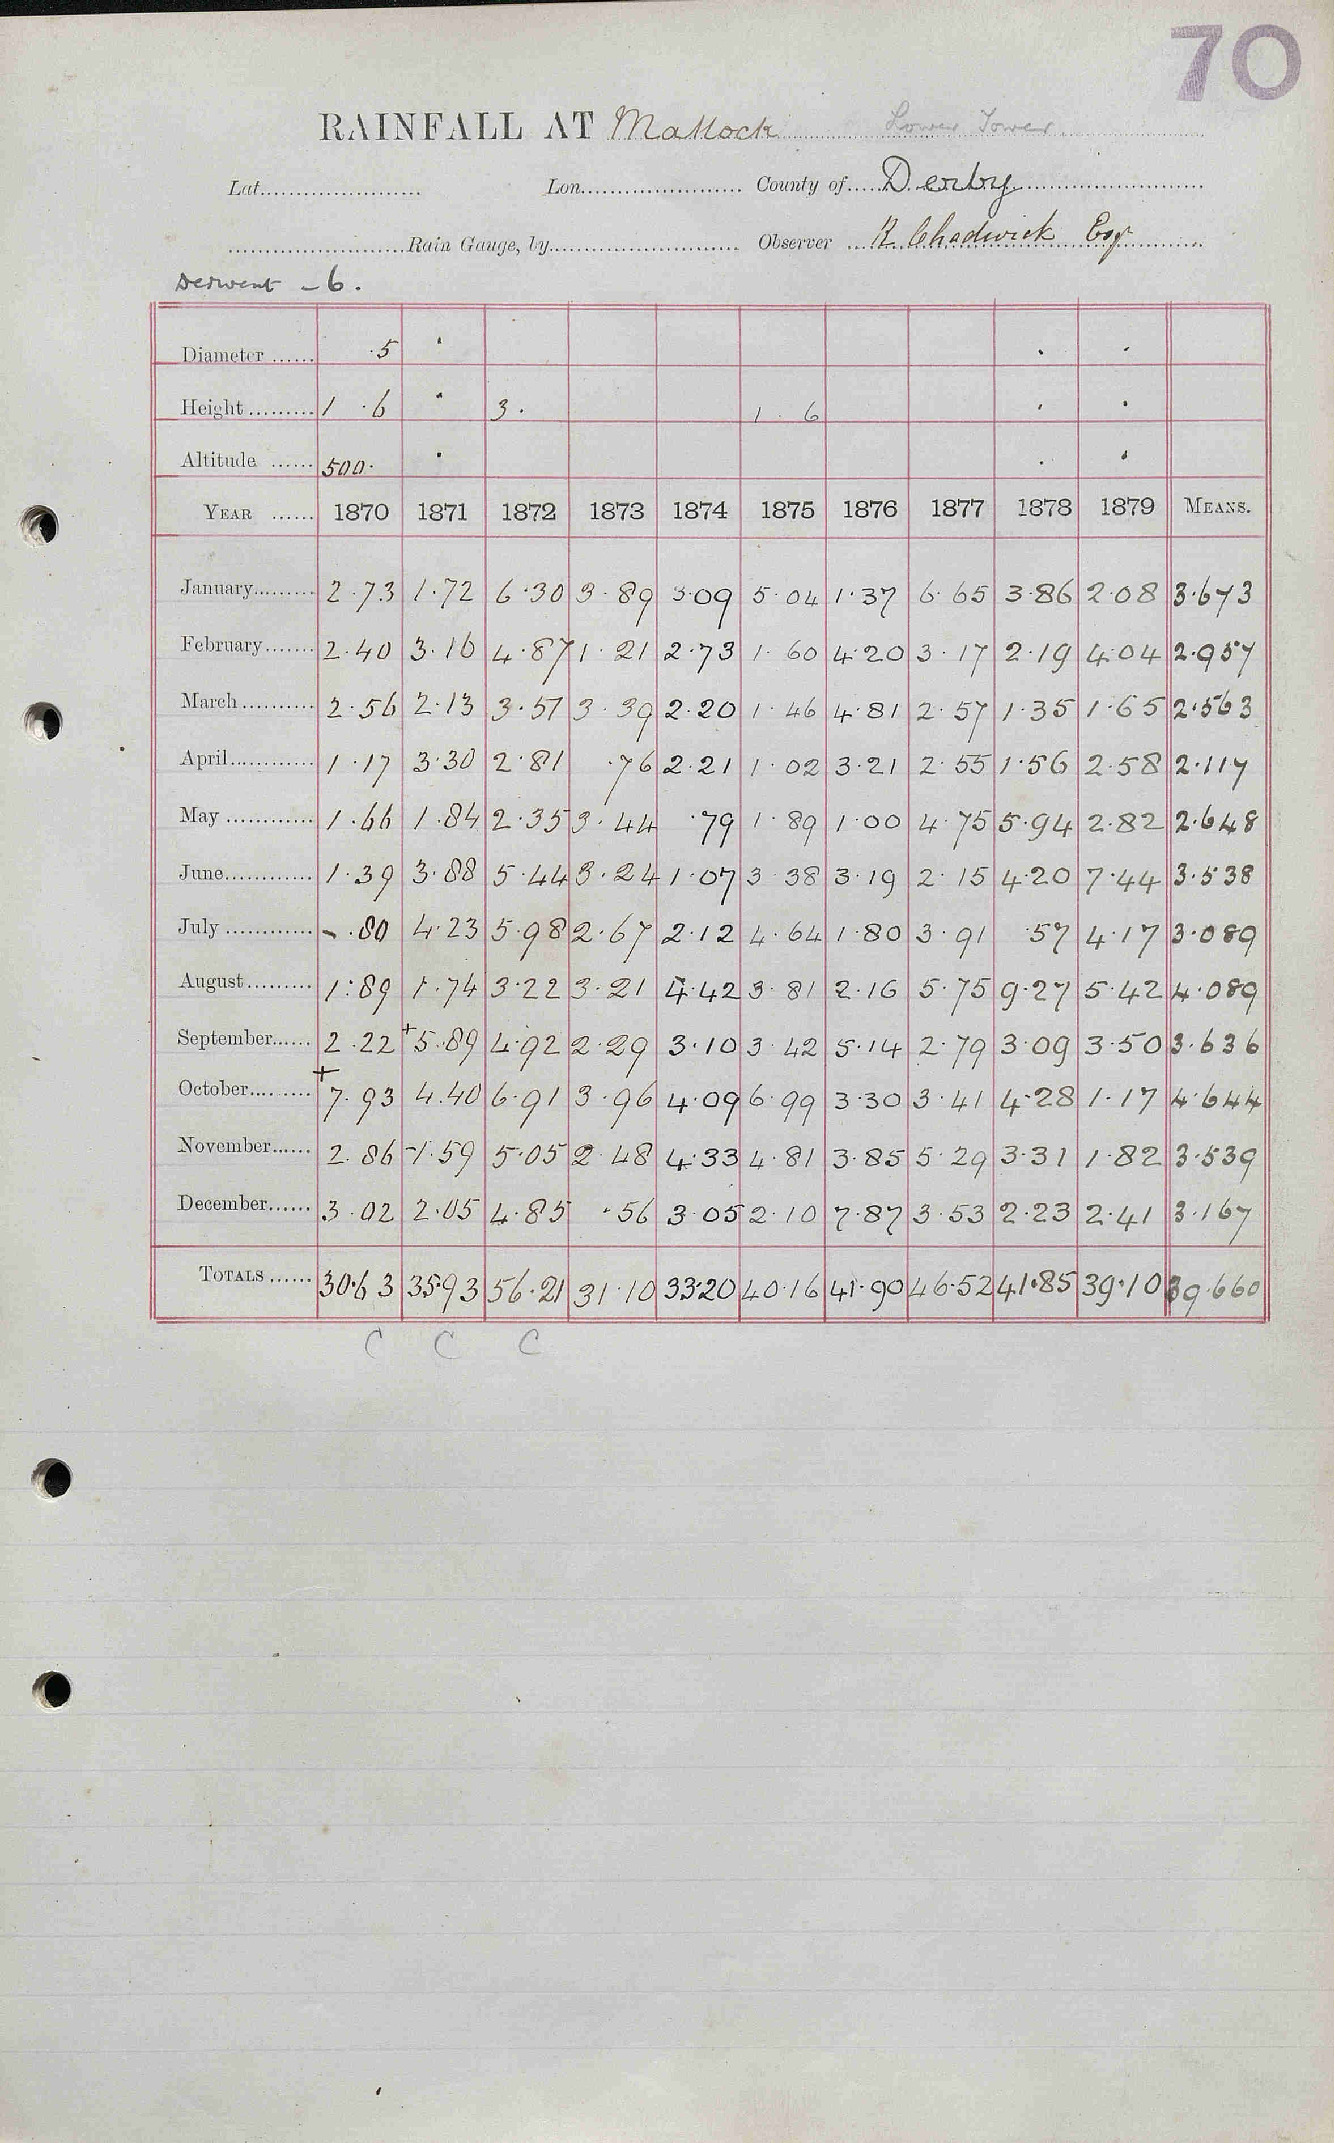 70
RAINFALL AT Matlock Lower Tower
Lat. Lon. County of Derby
Rain Gauge, by Observer R. Chadwick Esq
Derwent - 6.
Diameter ·5
Height 1 ·6 3. 1 6
Altitude 500·
YEAR 1870 1871 1872 1873 1874 1875 1876 1877 1878 1879 MEANS.
January 2·73 1·72 6·30 3·89 3·09 5·04 1·37 6·65 3·86 2·08 3·673
February 2·40 3·16 4·87 1·21 2·73 1·60 4·20 3·17 2·19 4·04 2·957
March 2·56 2·13 3·57 3·39 2·20 1·46 4·81 2·57 1·35 1·65 2·563
April 1·17 3·30 2·81 ·76 2·21 1·02 3·21 2·55 1·56 2·58 2·117
May 1·66 1·84 2·35 3·44 ·79 1·89 1·00 4·75 5·94 2·82 2·648
June 1·39 3·88 5·44 3·24 1·07 3·38 3·19 2·15 4·20 7·44 3·538
July - ·80 4·23 5·98 2·67 2·12 4·64 1·80 3·91 ·57 4·17 3·089
August 1·89 1·74 3·22 3·21 4·42 3·81 2·16 5·75 9·27 5·42 4·089
September 2·22 +5·89 4·92 2·29 3·10 3·42 5·14 2·79 3·09 3·50 3·636
October +7·93 4·40 6·91 3·96 4·09 6·99 3·30 3·41 4·28 1·17 4·644
November 2·86 -1·59 5·05 2·48 4·33 4·81 3·85 5·29 3·31 1·82 3·539
December 3·02 2·05 4·85 ·56 3·05 2·10 7·87 3·53 2·23 2·41 3·167
TOTALS 30·63 35·93 56·21 31·10 33·20 40·16 41·90 46·52 41·85 39·10 39·660
C C C